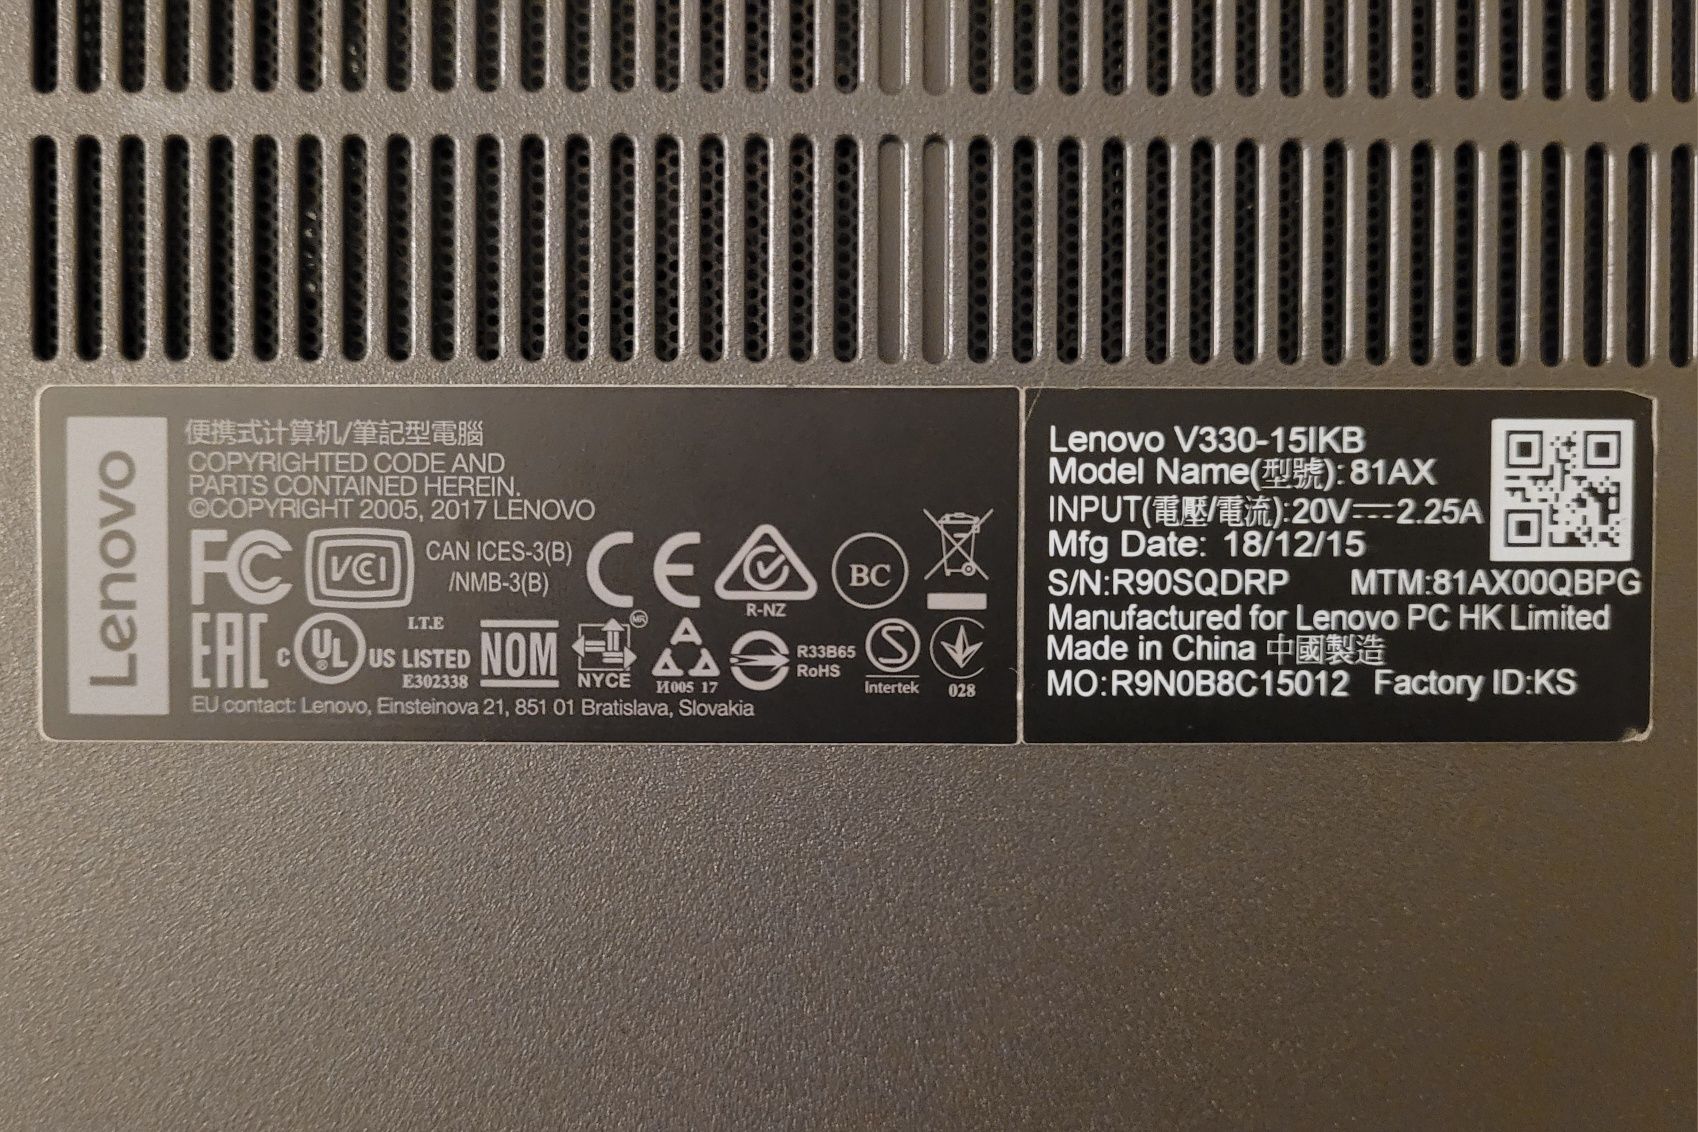 Lenovo
便携式计算机/筆記型電腦
COPYRIGHTED CODE AND
PARTS CONTAINED HEREIN.
©COPYRIGHT 2005, 2017 LENOVO
FC VCCI CAN ICES-3(B)
/NMB-3(B)
CE
R-NZ
BC
EAC
c UL US LISTED
I.T.E
E302338
NOM
MR
NYCE
И005 17
R33B65
RoHS
S
Intertek
028
EU contact: Lenovo, Einsteinova 21, 851 01 Bratislava, Slovakia
Lenovo V330-15IKB
Model Name(型號): 81AX
INPUT(電壓/電流):20V⎓2.25A
Mfg Date: 18/12/15
S/N:R90SQDRP MTM:81AX00QBPG
Manufactured for Lenovo PC HK Limited
Made in China 中國製造
MO:R9N0B8C15012 Factory ID:KS